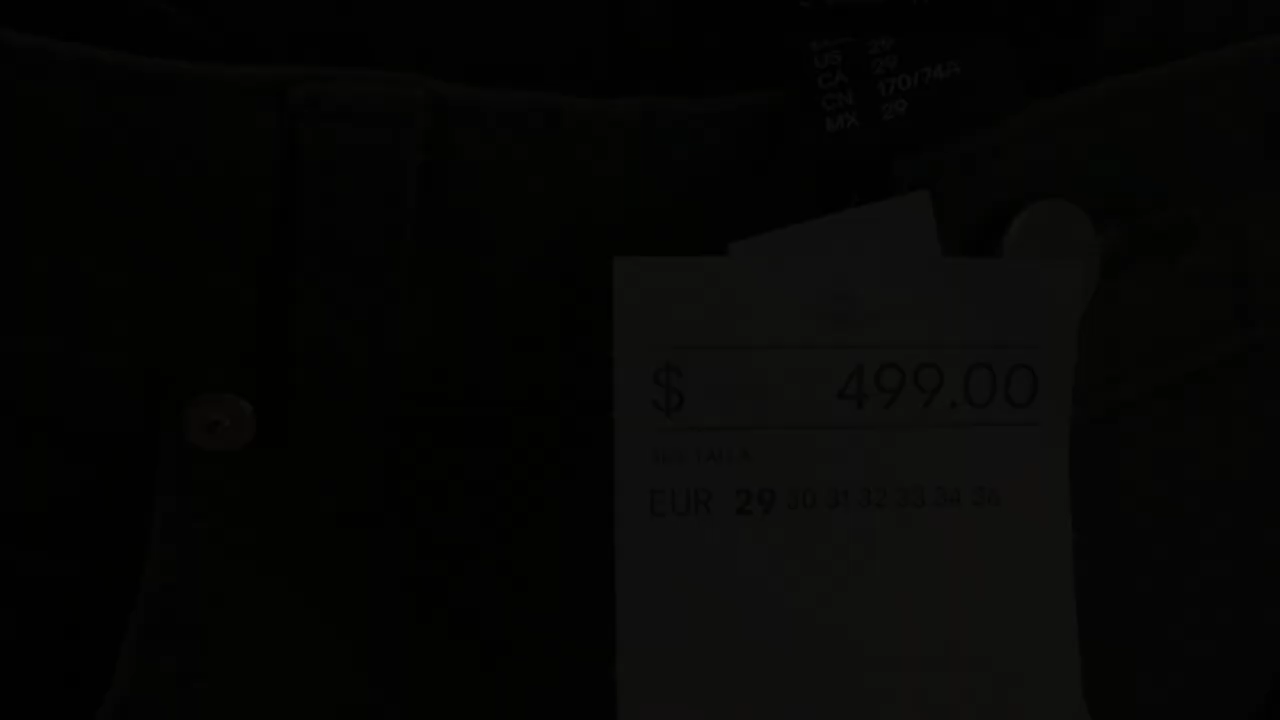 US 29
CA 29
CN 170/74A
MX 29
$ 499.00
EUR 29 30 31 32 33 34 36